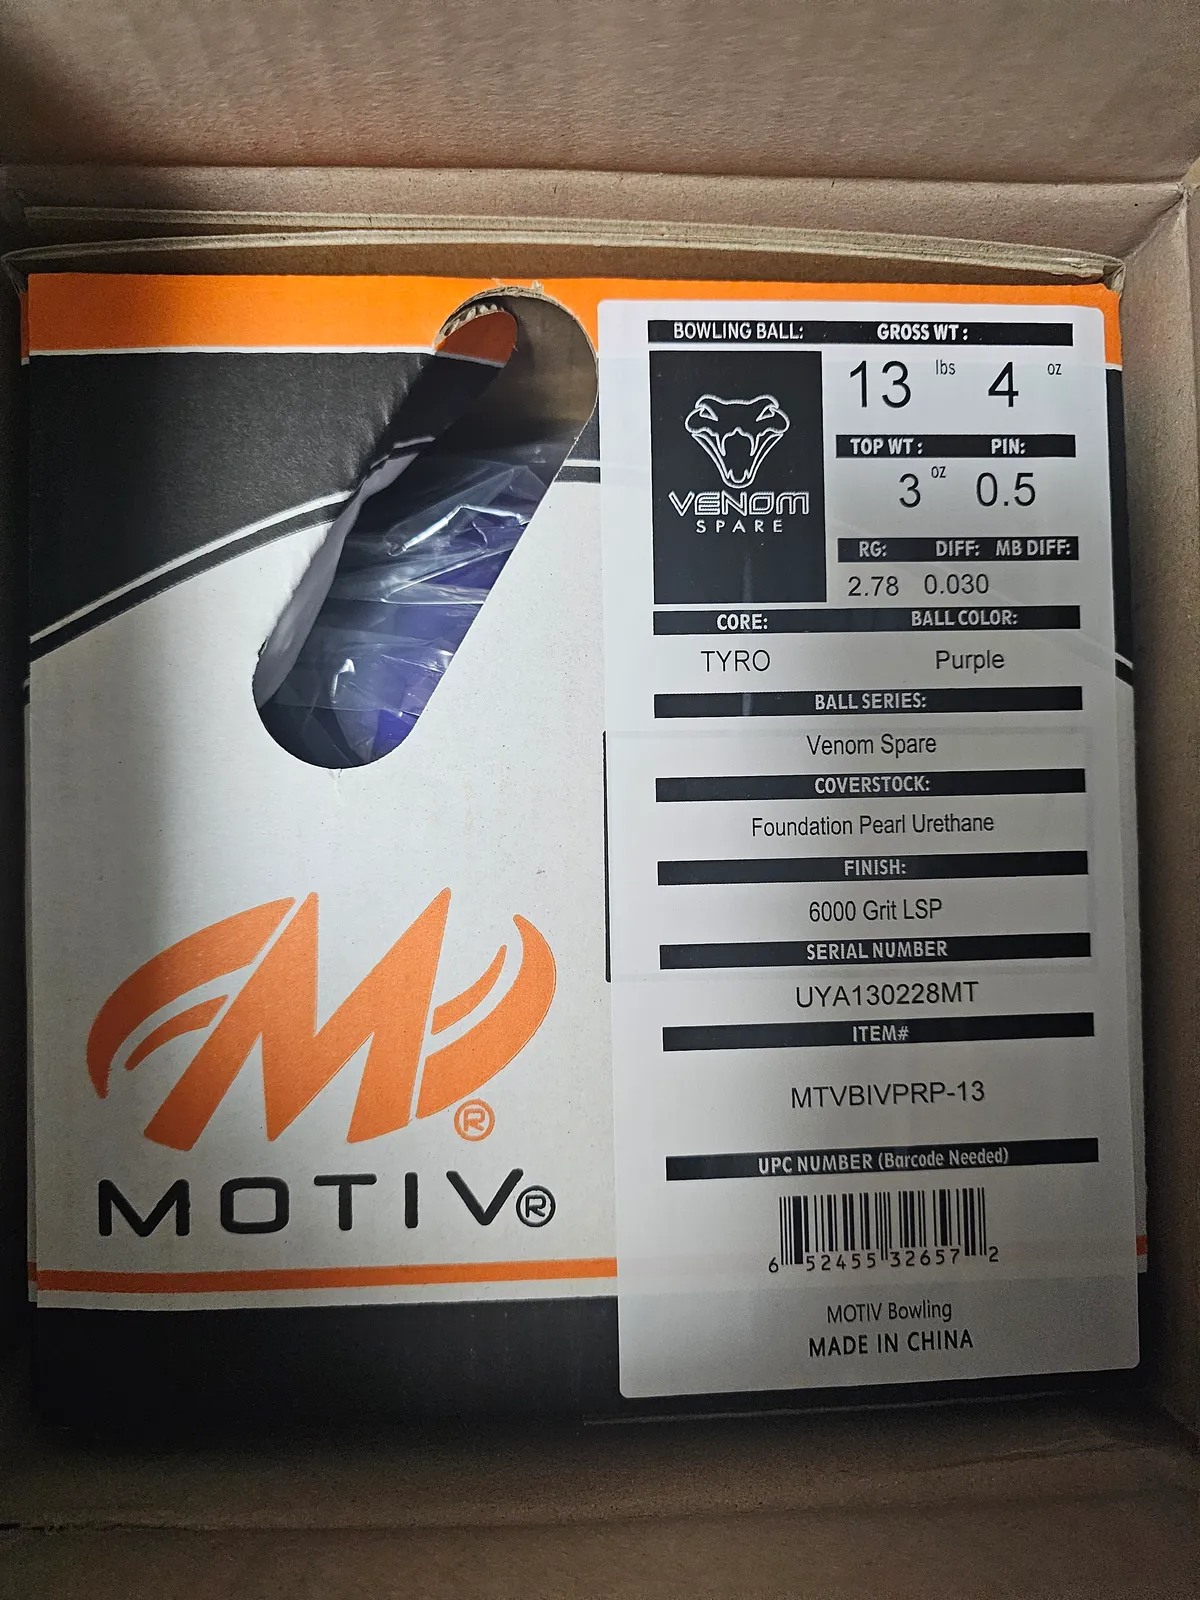 BOWLING BALL: GROSS WT :
13 lbs 4 oz
TOP WT : PIN:
3 oz 0.5
VENOM
SPARE
RG: DIFF: MB DIFF:
2.78 0.030
CORE: BALL COLOR:
TYRO Purple
BALL SERIES:
Venom Spare
COVERSTOCK:
Foundation Pearl Urethane
FINISH:
6000 Grit LSP
SERIAL NUMBER
UYA130228MT
ITEM#
MTVBIVPRP-13
UPC NUMBER (Barcode Needed)
6 52455 32657 2
MOTIV Bowling
MADE IN CHINA
M®
MOTIV®